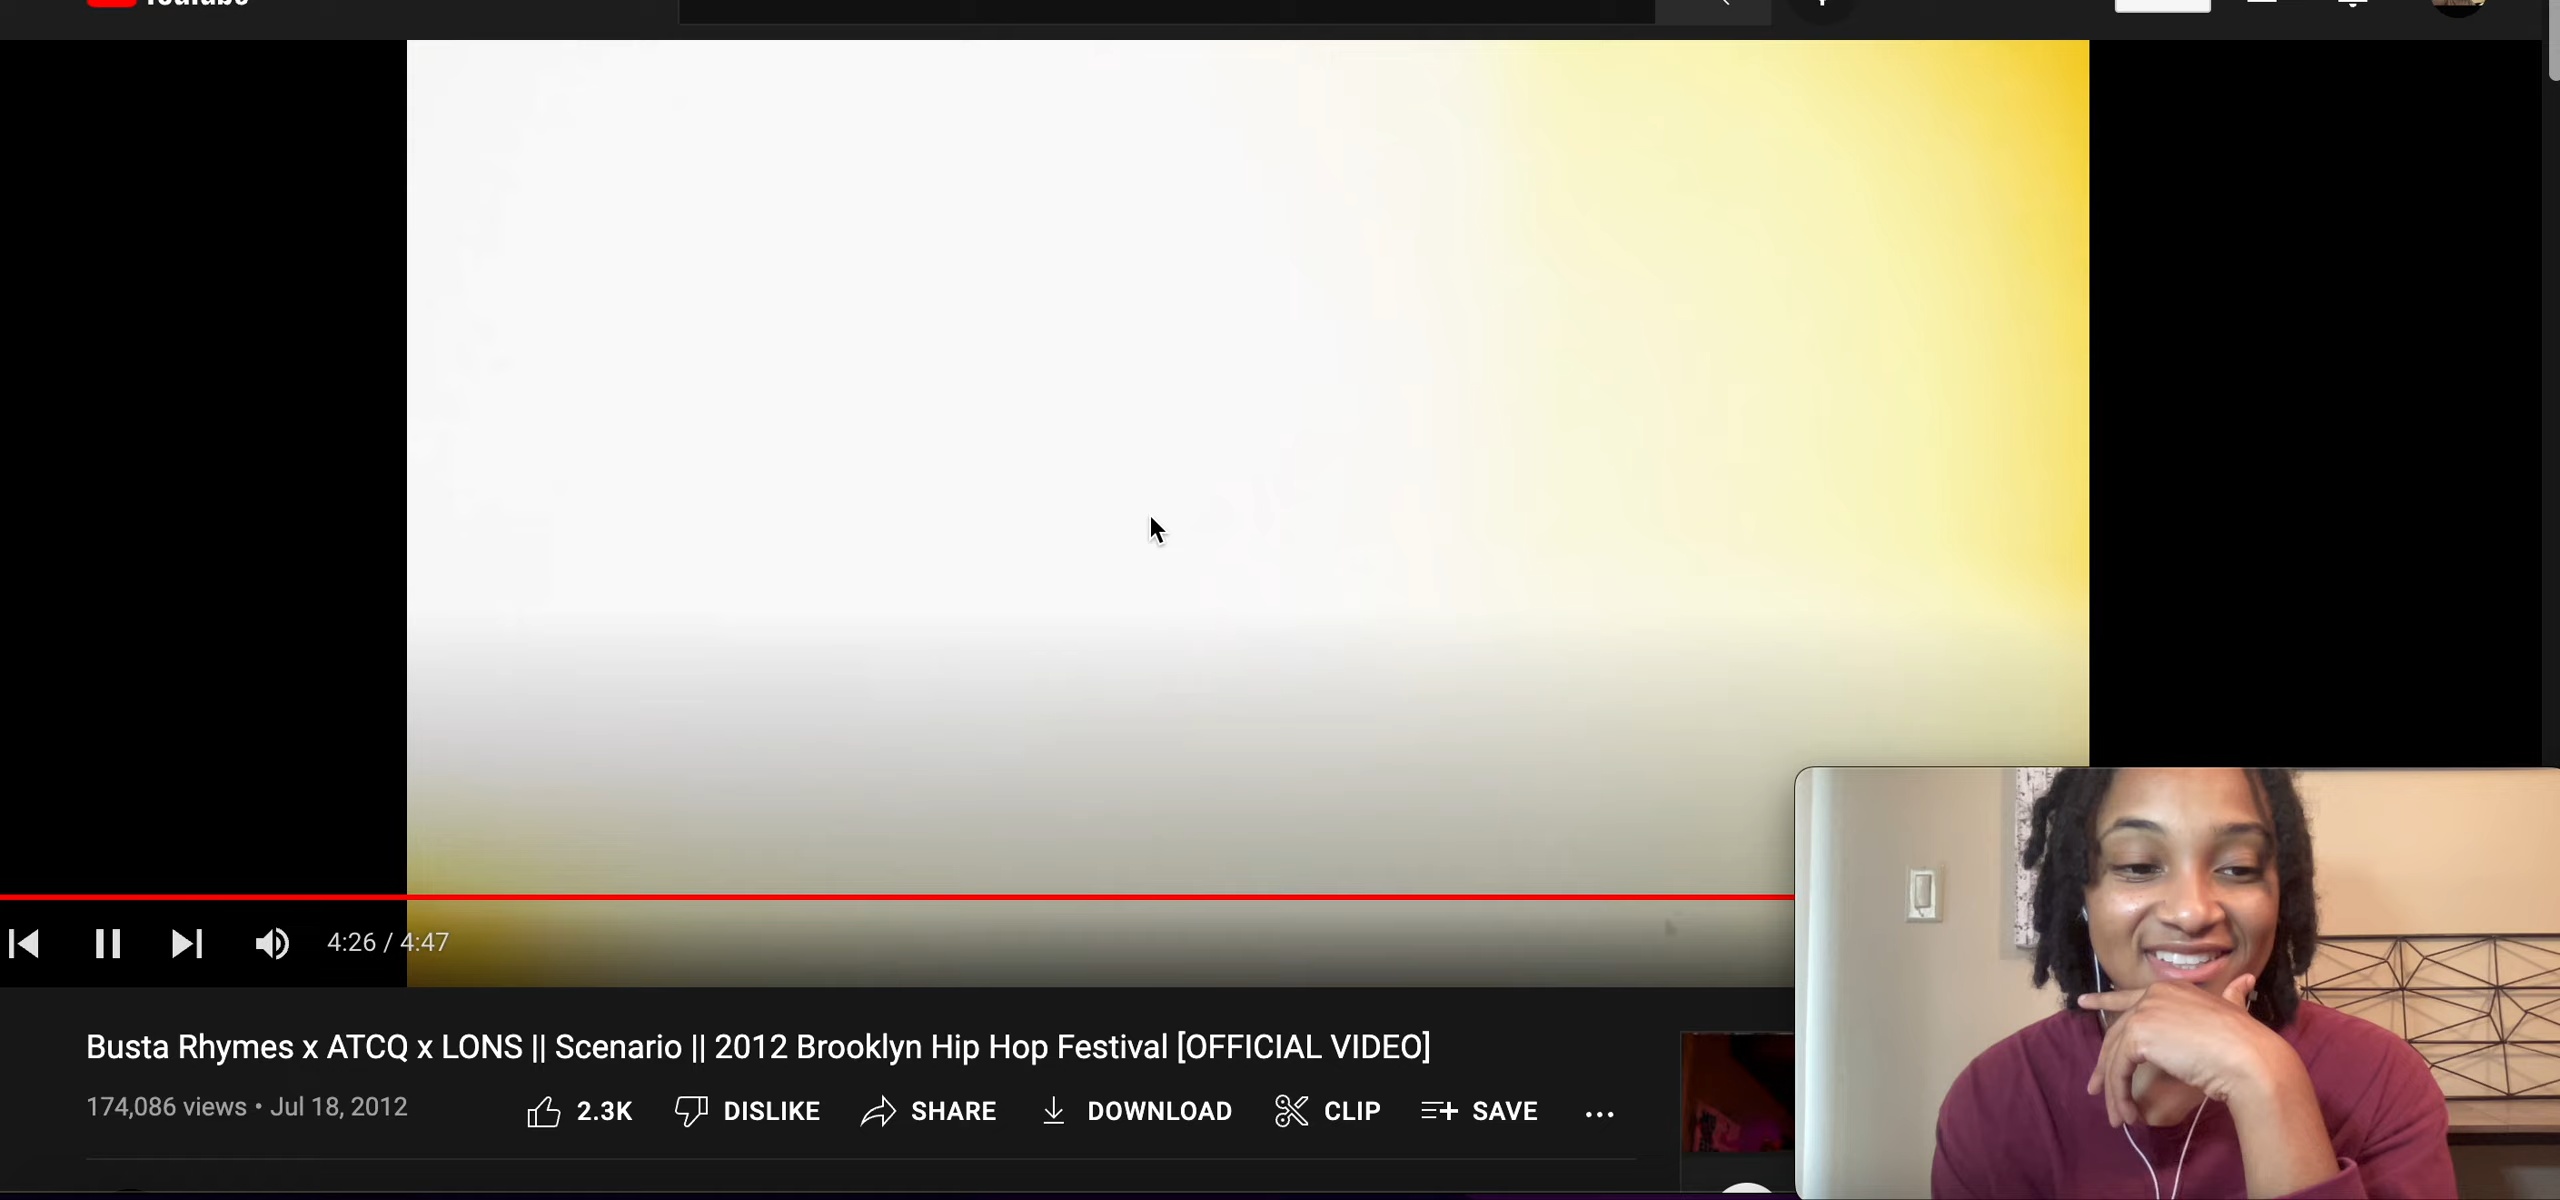 YouTube
4:26 / 4:47
Busta Rhymes x ATCQ x LONS || Scenario || 2012 Brooklyn Hip Hop Festival [OFFICIAL VIDEO]
174,086 views • Jul 18, 2012 2.3K DISLIKE SHARE DOWNLOAD CLIP SAVE